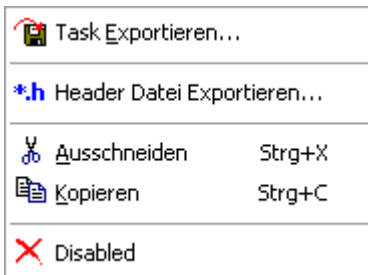 Task Exportieren...
*.h Header Datei Exportieren...
Ausschneiden Strg+X
Kopieren Strg+C
Disabled